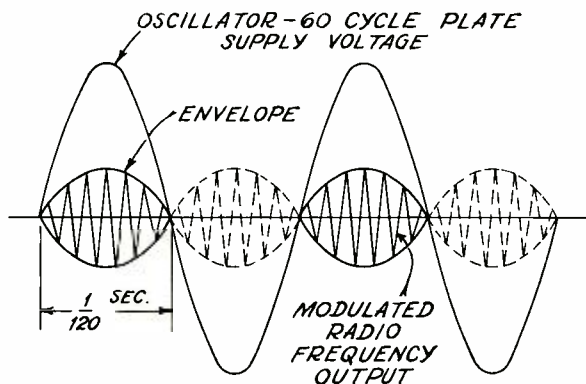 OSCILLATOR-60 CYCLE PLATE
SUPPLY VOLTAGE
ENVELOPE
1/120 SEC.
MODULATED
RADIO
FREQUENCY
OUTPUT